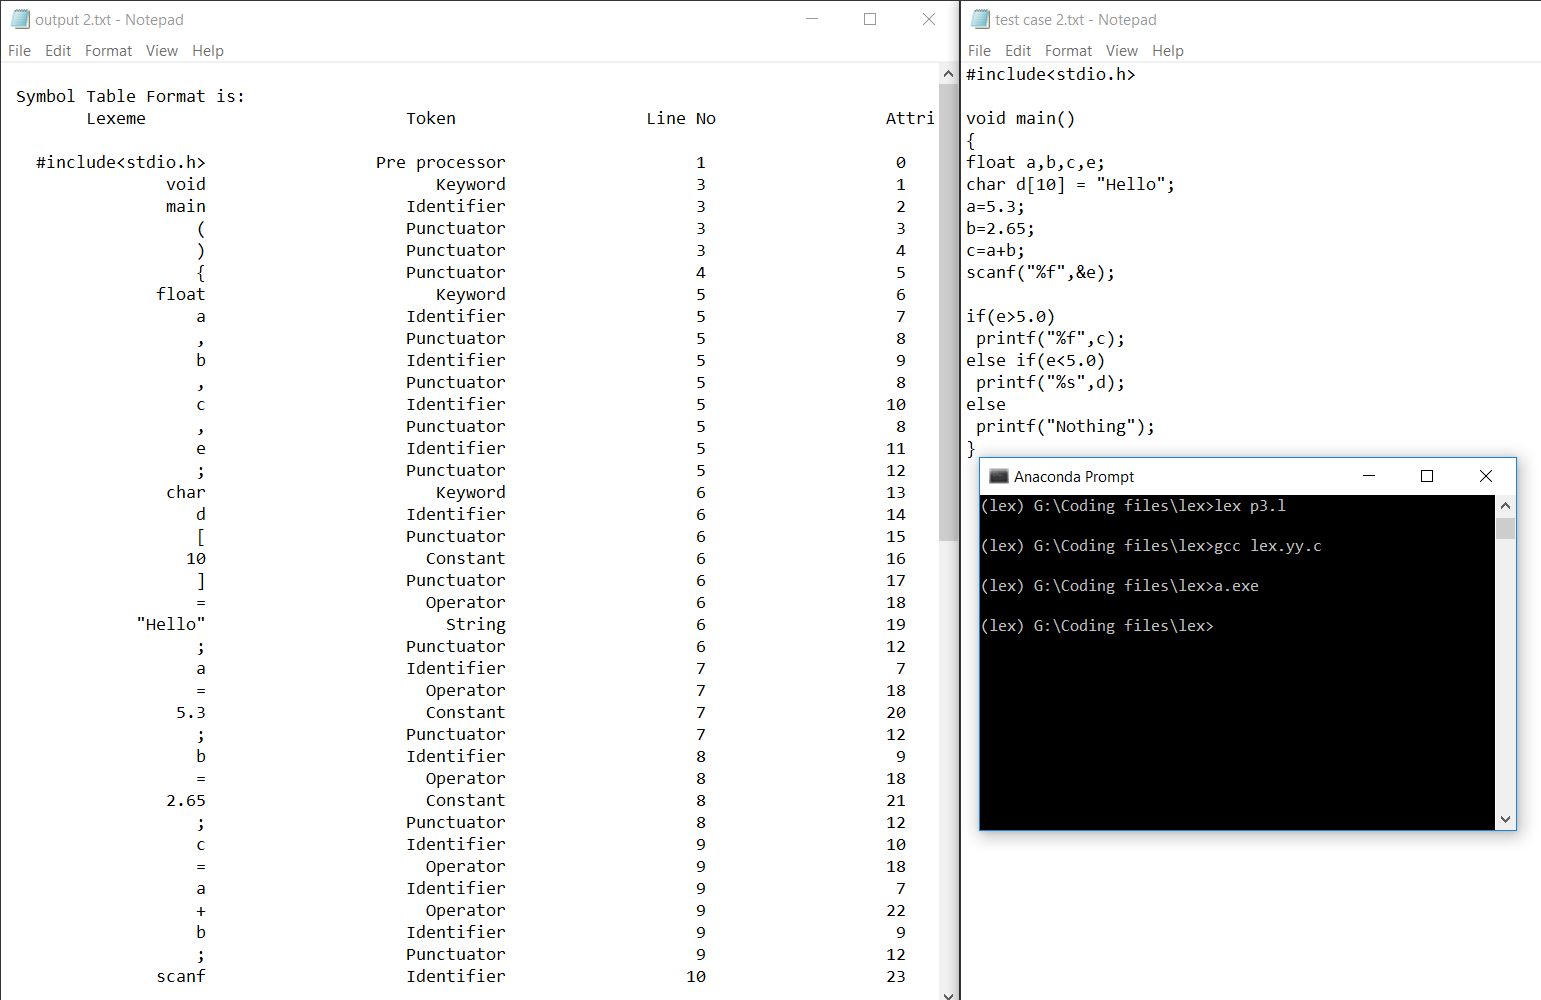 output 2.txt - Notepad
File Edit Format View Help
Symbol Table Format is:
Lexeme Token Line No Attri
#include<stdio.h> Pre processor 1 0
void Keyword 3 1
main Identifier 3 2
( Punctuator 3 3
) Punctuator 3 4
{ Punctuator 4 5
float Keyword 5 6
a Identifier 5 7
, Punctuator 5 8
b Identifier 5 9
, Punctuator 5 8
c Identifier 5 10
, Punctuator 5 8
e Identifier 5 11
; Punctuator 5 12
char Keyword 6 13
d Identifier 6 14
[ Punctuator 6 15
10 Constant 6 16
] Punctuator 6 17
= Operator 6 18
"Hello" String 6 19
; Punctuator 6 12
a Identifier 7 7
= Operator 7 18
5.3 Constant 7 20
; Punctuator 7 12
b Identifier 8 9
= Operator 8 18
2.65 Constant 8 21
; Punctuator 8 12
c Identifier 9 10
= Operator 9 18
a Identifier 9 7
+ Operator 9 22
b Identifier 9 9
; Punctuator 9 12
scanf Identifier 10 23
test case 2.txt - Notepad
File Edit Format View Help
#include<stdio.h>
void main()
{
float a,b,c,e;
char d[10] = "Hello";
a=5.3;
b=2.65;
c=a+b;
scanf("%f",&e);
if(e>5.0)
printf("%f",c);
else if(e<5.0)
printf("%s",d);
else
printf("Nothing");
}
Anaconda Prompt
(lex) G:\Coding files\lex>lex p3.l
(lex) G:\Coding files\lex>gcc lex.yy.c
(lex) G:\Coding files\lex>a.exe
(lex) G:\Coding files\lex>